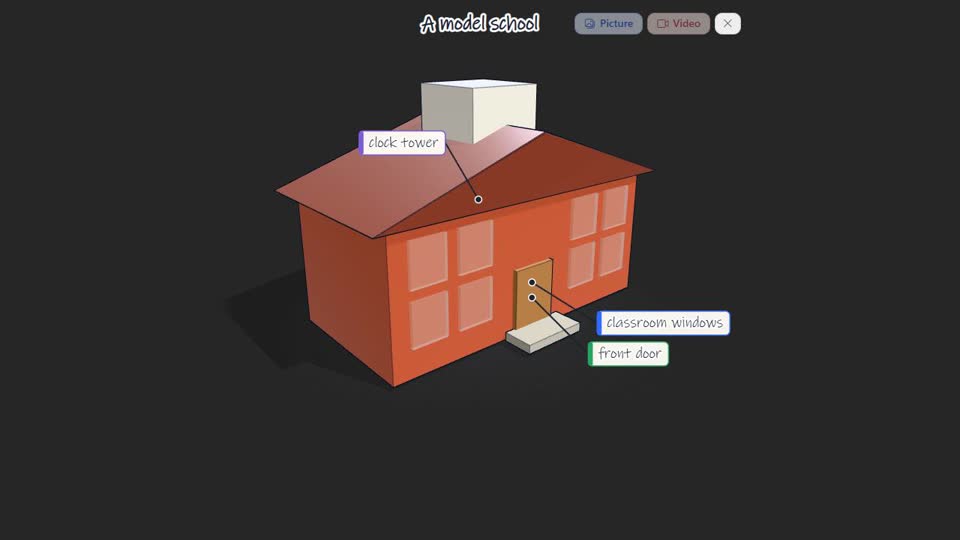 A model school
Picture
Video
clock tower
classroom windows
front door